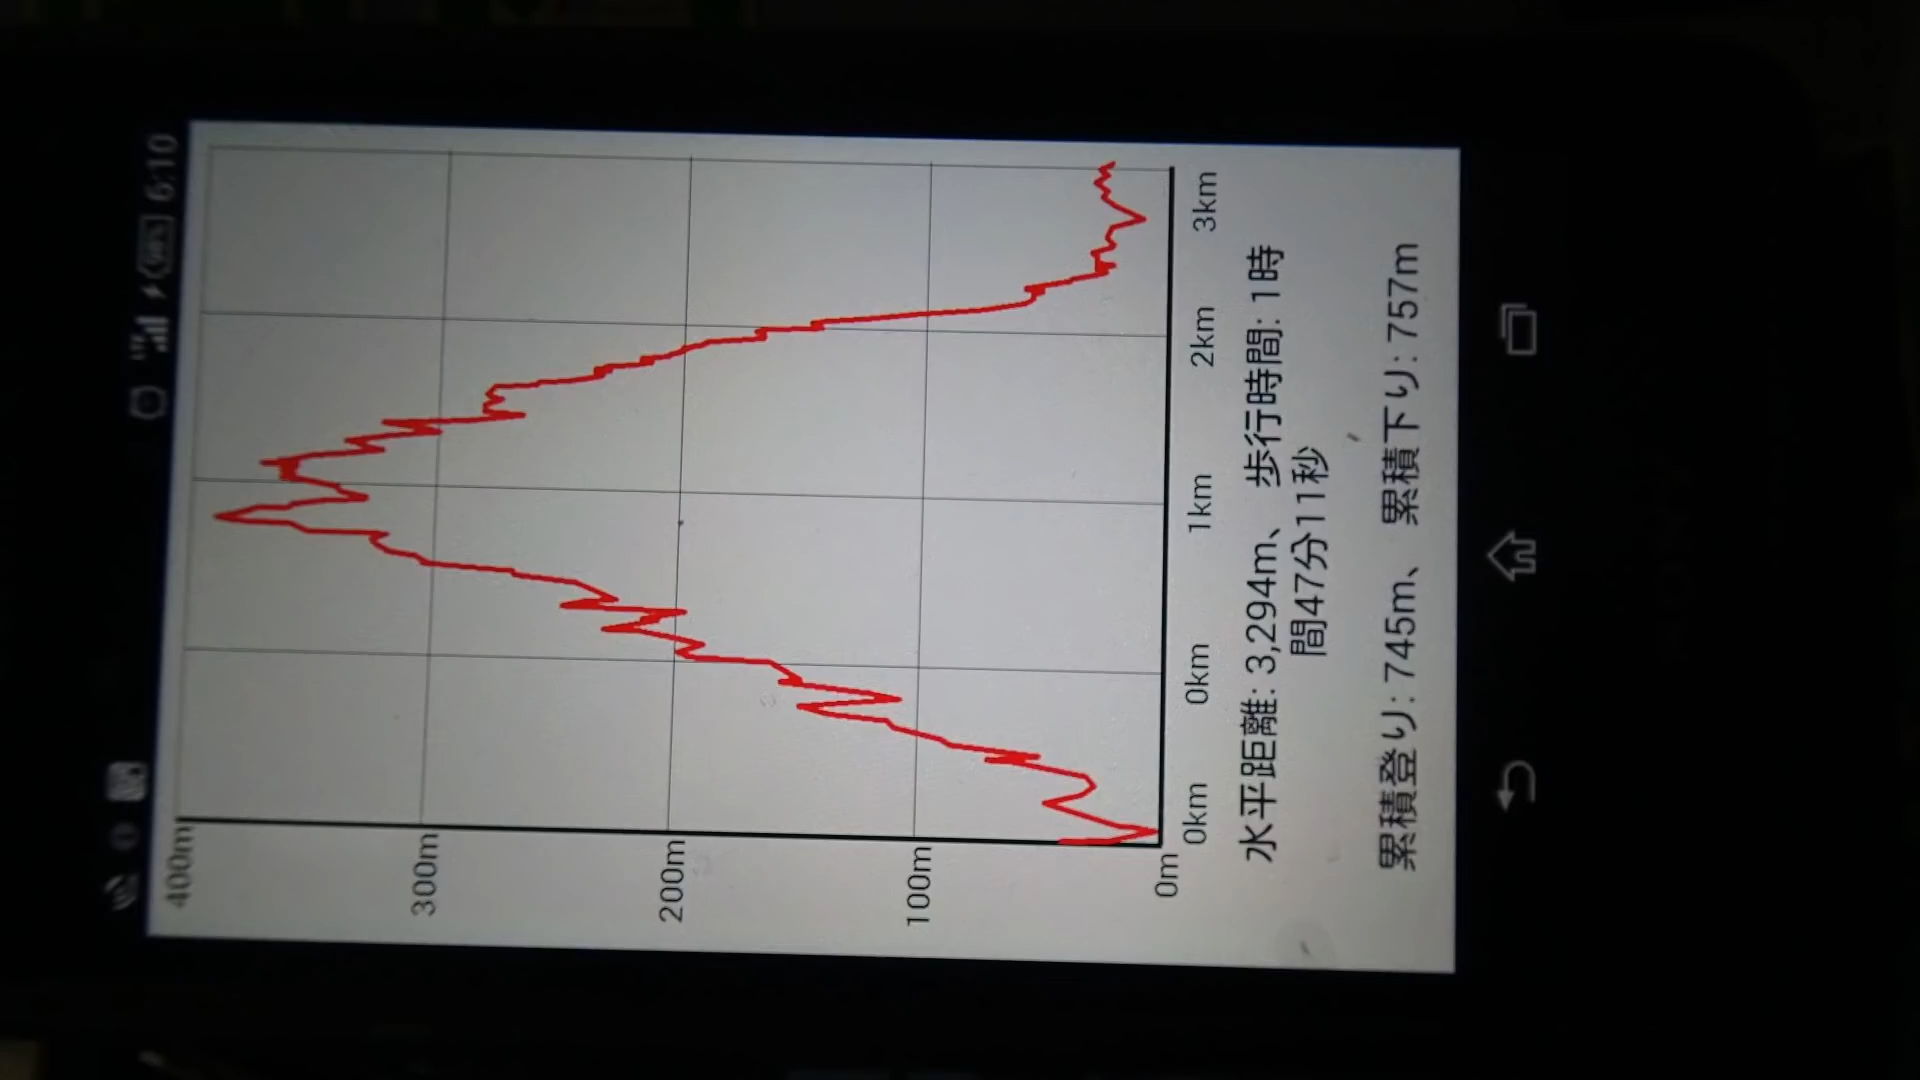 6:10
400m
300m
200m
100m
0m
0km
0km
1km
2km
3km
水平距離: 3,294m、 歩行時間: 1時
間47分11秒
累積登り: 745m、 累積下り: 757m